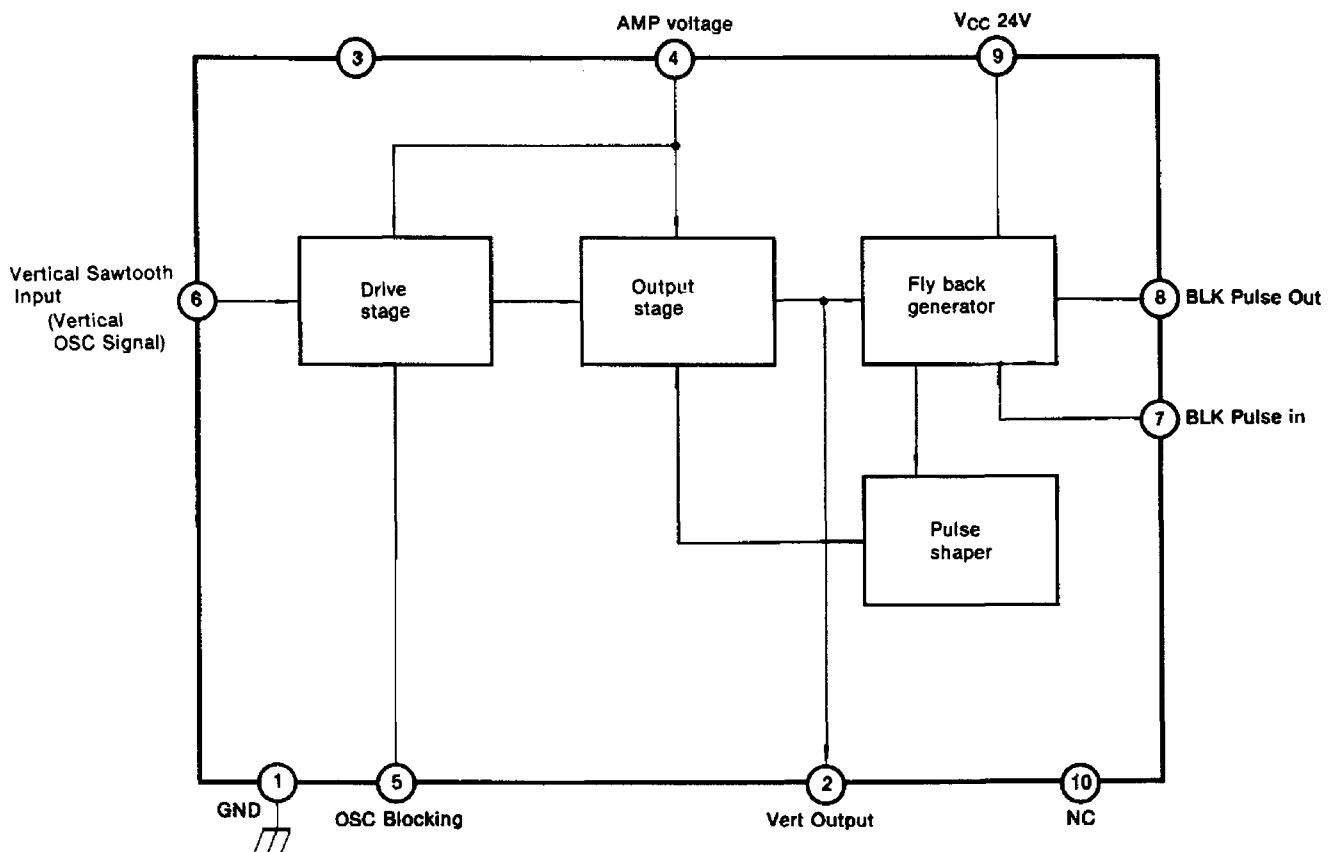 AMP voltage
VCC 24V
3
4
9
Vertical Sawtooth
Input
(Vertical
OSC Signal)
6
Drive
stage
Output
stage
Fly back
generator
8
BLK Pulse Out
7
BLK Pulse in
Pulse
shaper
1
GND
5
OSC Blocking
2
Vert Output
10
NC